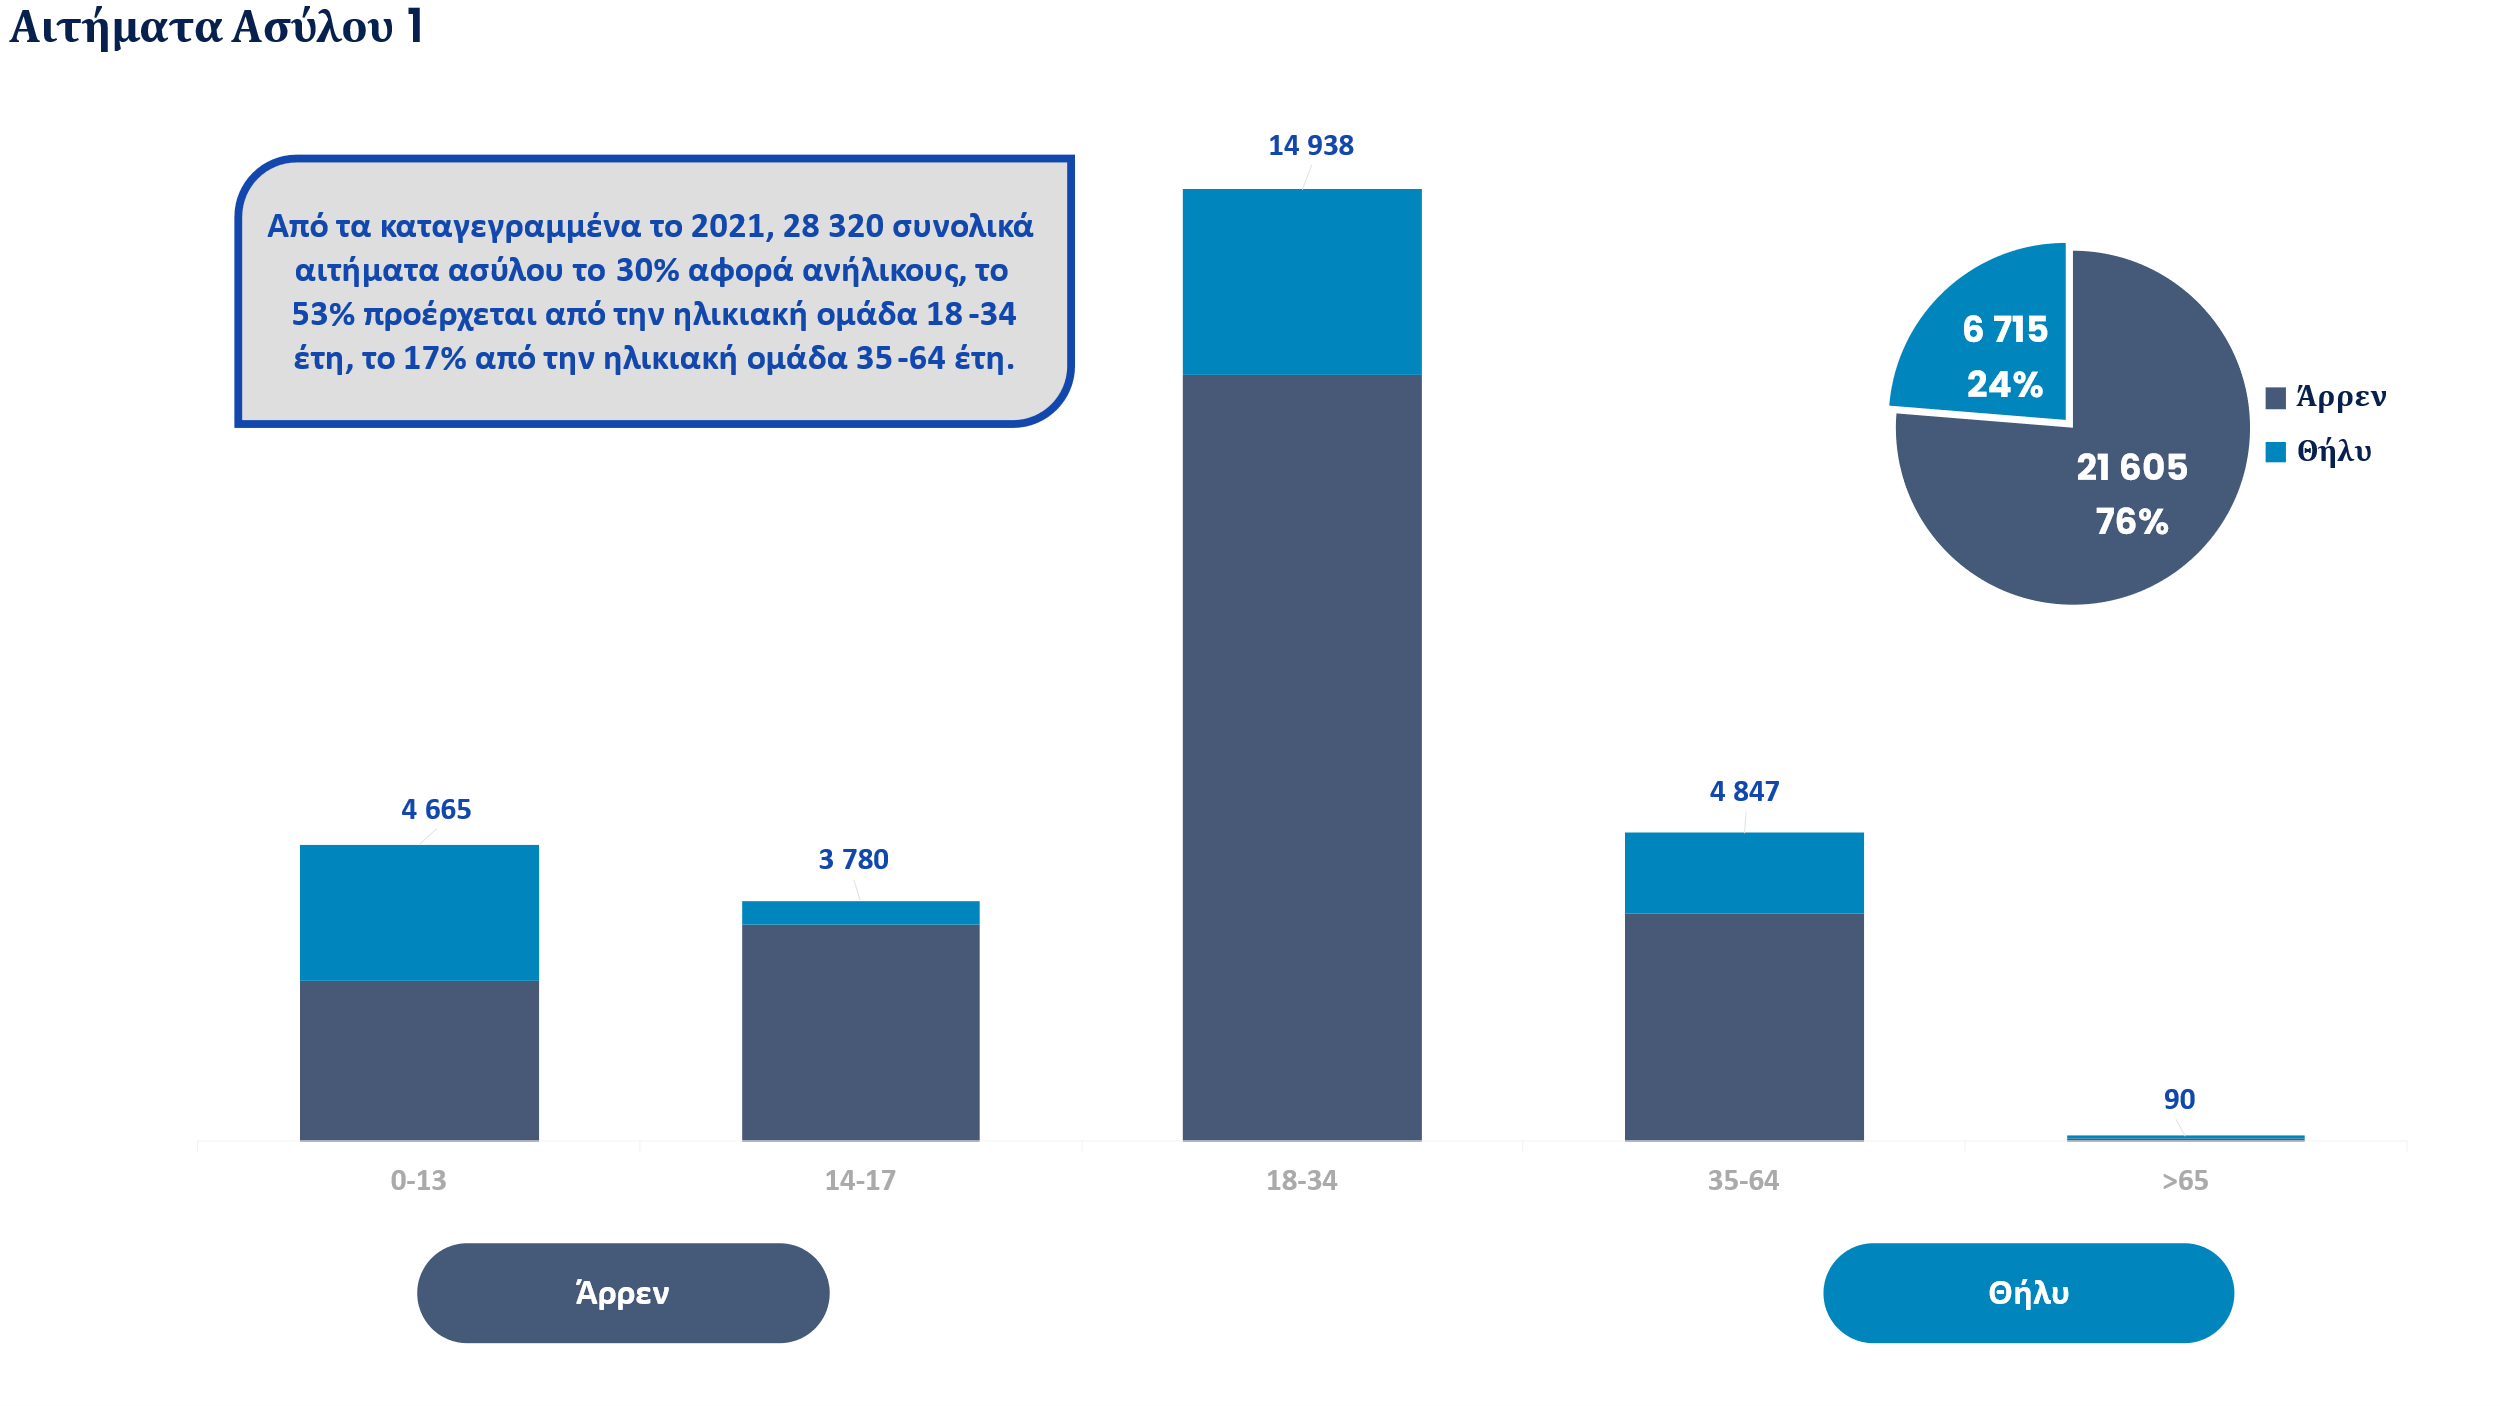 Αιτήματα Ασύλου 1
Από τα καταγεγραμμένα το 2021, 28 320 συνολικά
αιτήματα ασύλου το 30% αφορά ανήλικους, το
53% προέρχεται από την ηλικιακή ομάδα 18 -34
έτη, το 17% από την ηλικιακή ομάδα 35 -64 έτη.
6 715
24%
21 605
76%
Άρρεν
Θήλυ
4 665
3 780
14 938
4 847
90
0-13
14-17
18-34
35-64
>65
Άρρεν
Θήλυ